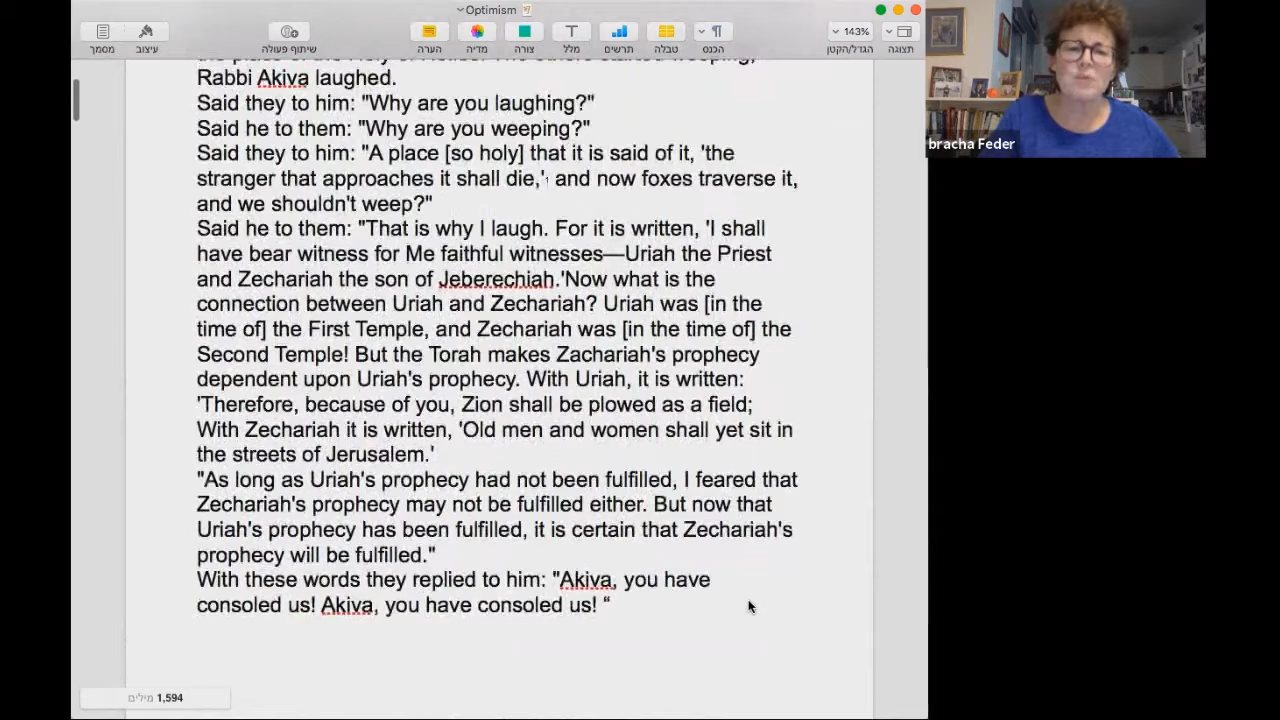 Optimism
מסמך
עיצוב
שיתוף פעולה
הערה
מדיה
צורה
מלל
תרשים
טבלה
הכנס
143%
הגדל/הקטן
תצוגה
Rabbi Akiva laughed.
Said they to him: "Why are you laughing?"
Said he to them: "Why are you weeping?"
Said they to him: "A place [so holy] that it is said of it, 'the
stranger that approaches it shall die,'1 and now foxes traverse it,
and we shouldn't weep?"
Said he to them: "That is why I laugh. For it is written, 'I shall
have bear witness for Me faithful witnesses—Uriah the Priest
and Zechariah the son of Jeberechiah.'Now what is the
connection between Uriah and Zechariah? Uriah was [in the
time of] the First Temple, and Zechariah was [in the time of] the
Second Temple! But the Torah makes Zachariah's prophecy
dependent upon Uriah's prophecy. With Uriah, it is written:
'Therefore, because of you, Zion shall be plowed as a field;
With Zechariah it is written, 'Old men and women shall yet sit in
the streets of Jerusalem.'
"As long as Uriah's prophecy had not been fulfilled, I feared that
Zechariah's prophecy may not be fulfilled either. But now that
Uriah's prophecy has been fulfilled, it is certain that Zechariah's
prophecy will be fulfilled."
With these words they replied to him: "Akiva, you have
consoled us! Akiva, you have consoled us! “
1,594 מילים
bracha Feder